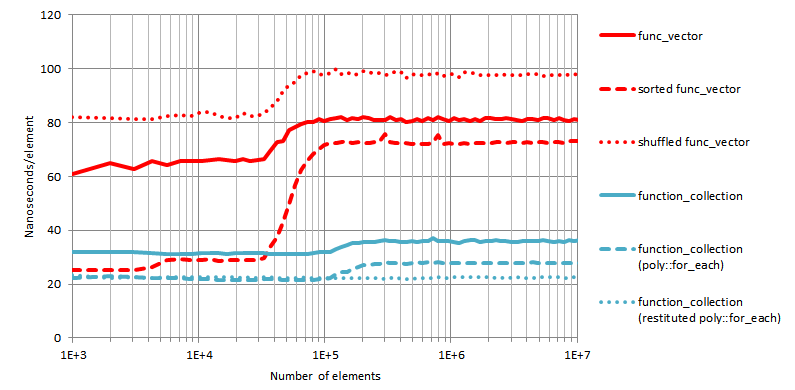 120
100
80
60
40
20
0
Nanoseconds/element
1E+3
1E+4
1E+5
1E+6
1E+7
Number of elements
func_vector
sorted func_vector
shuffled func_vector
function_collection
function_collection
(poly::for_each)
function_collection
(restituted poly::for_each)